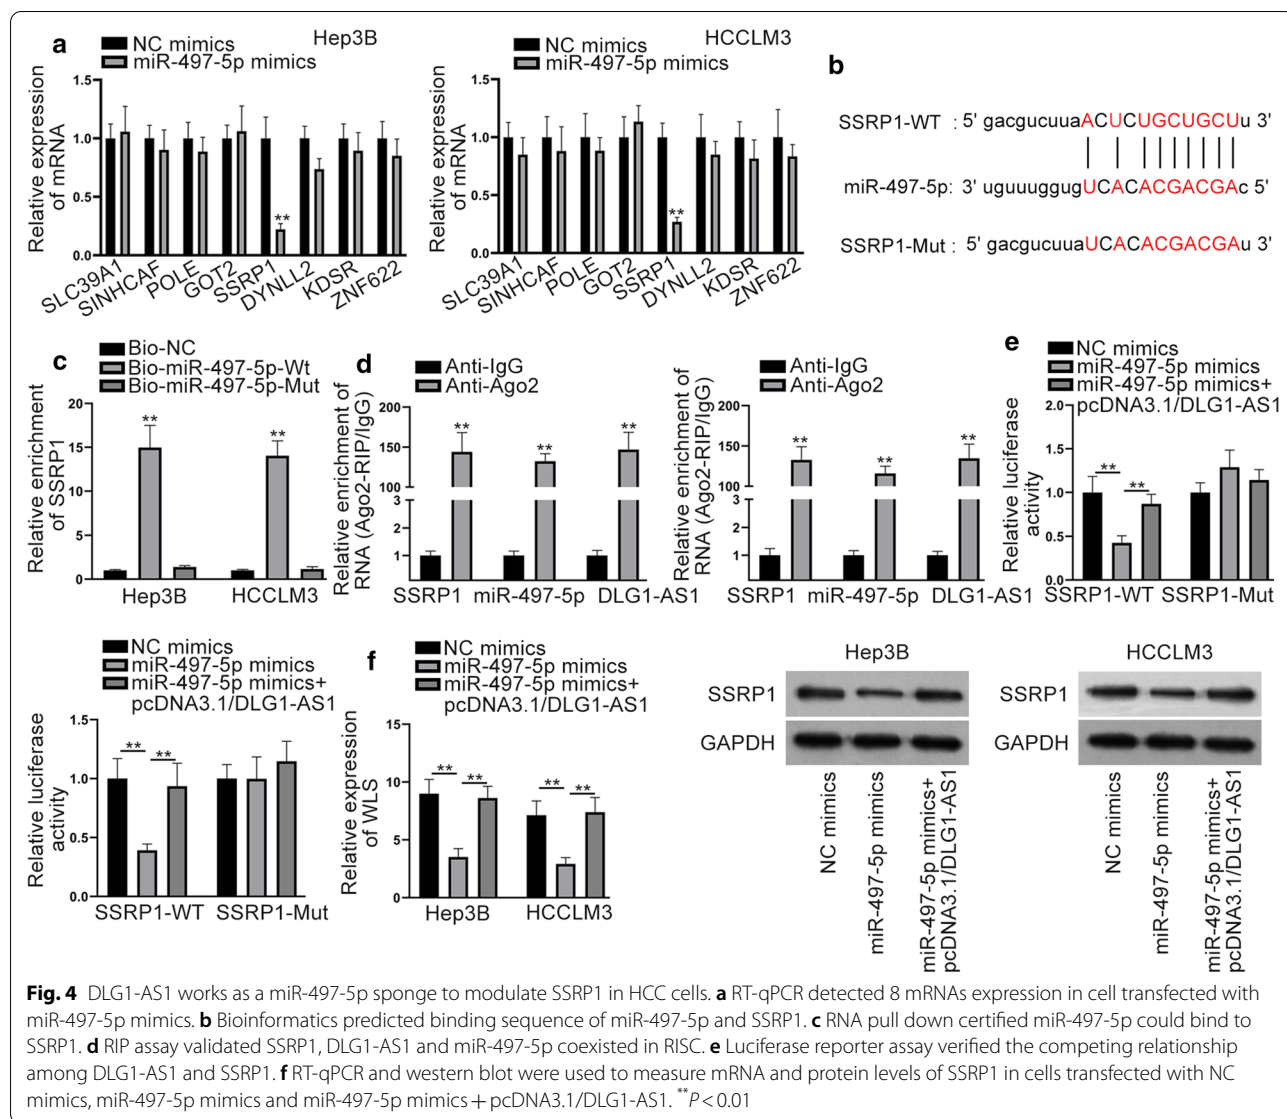 a
NC mimics
miR-497-5p mimics
Hep3B
Relative expression
of mRNA
1.5
1.0
0.5
0.0
**
SLC39A1
SINHCAF
POLE
GOT2
SSRP1
DYNLL2
KDSR
ZNF622
NC mimics
miR-497-5p mimics
HCCLM3
Relative expression
of mRNA
1.5
1.0
0.5
0.0
**
SLC39A1
SINHCAF
POLE
GOT2
SSRP1
DYNLL2
KDSR
ZNF622
b
SSRP1-WT : 5' gacgucuuaACUCUGCUGCUu 3'
miR-497-5p: 3' uguuuggugUCACACGACGAc 5'
SSRP1-Mut : 5' gacgucuuaUCACACGACGAu 3'
c
Bio-NC
Bio-miR-497-5p-Wt
Bio-miR-497-5p-Mut
Relative enrichment
of SSRP1
20
15
10
5
0
**
**
Hep3B HCCLM3
d
Anti-IgG
Anti-Ago2
Relative enrichment of
RNA (Ago2-RIP/IgG)
200
150
100
3
2
1
** ** **
SSRP1 miR-497-5p DLG1-AS1
Anti-IgG
Anti-Ago2
Relative enrichment of
RNA (Ago2-RIP/IgG)
200
150
100
3
2
1
** ** **
SSRP1 miR-497-5p DLG1-AS1
e
NC mimics
miR-497-5p mimics
miR-497-5p mimics+
pcDNA3.1/DLG1-AS1
Relative luciferase
activity
2.0
1.5
1.0
0.5
0.0
** **
SSRP1-WT SSRP1-Mut
NC mimics
miR-497-5p mimics
miR-497-5p mimics+
pcDNA3.1/DLG1-AS1
Relative luciferase
activity
1.5
1.0
0.5
0.0
** **
SSRP1-WT SSRP1-Mut
f
NC mimics
miR-497-5p mimics
miR-497-5p mimics+
pcDNA3.1/DLG1-AS1
Relative expression
of WLS
15
10
5
0
** ** ** **
Hep3B HCCLM3
Hep3B
SSRP1
GAPDH
NC mimics
miR-497-5p mimics
miR-497-5p mimics+
pcDNA3.1/DLG1-AS1
HCCLM3
SSRP1
GAPDH
NC mimics
miR-497-5p mimics
miR-497-5p mimics+
pcDNA3.1/DLG1-AS1
Fig. 4 DLG1-AS1 works as a miR-497-5p sponge to modulate SSRP1 in HCC cells. a RT-qPCR detected 8 mRNAs expression in cell transfected with
miR-497-5p mimics. b Bioinformatics predicted binding sequence of miR-497-5p and SSRP1. c RNA pull down certified miR-497-5p could bind to
SSRP1. d RIP assay validated SSRP1, DLG1-AS1 and miR-497-5p coexisted in RISC. e Luciferase reporter assay verified the competing relationship
among DLG1-AS1 and SSRP1. f RT-qPCR and western blot were used to measure mRNA and protein levels of SSRP1 in cells transfected with NC
mimics, miR-497-5p mimics and miR-497-5p mimics + pcDNA3.1/DLG1-AS1. **P < 0.01